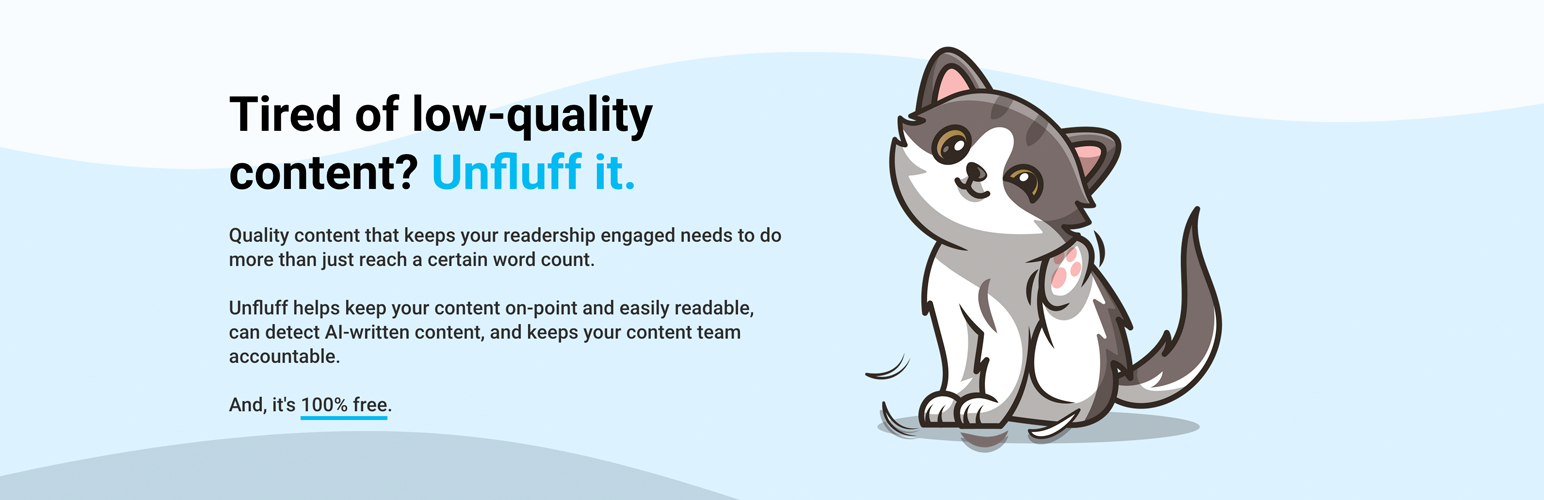 Tired of low-quality
content? Unfluff it.
Quality content that keeps your readership engaged needs to do
more than just reach a certain word count.
Unfluff helps keep your content on-point and easily readable,
can detect AI-written content, and keeps your content team
accountable.
And, it's 100% free.